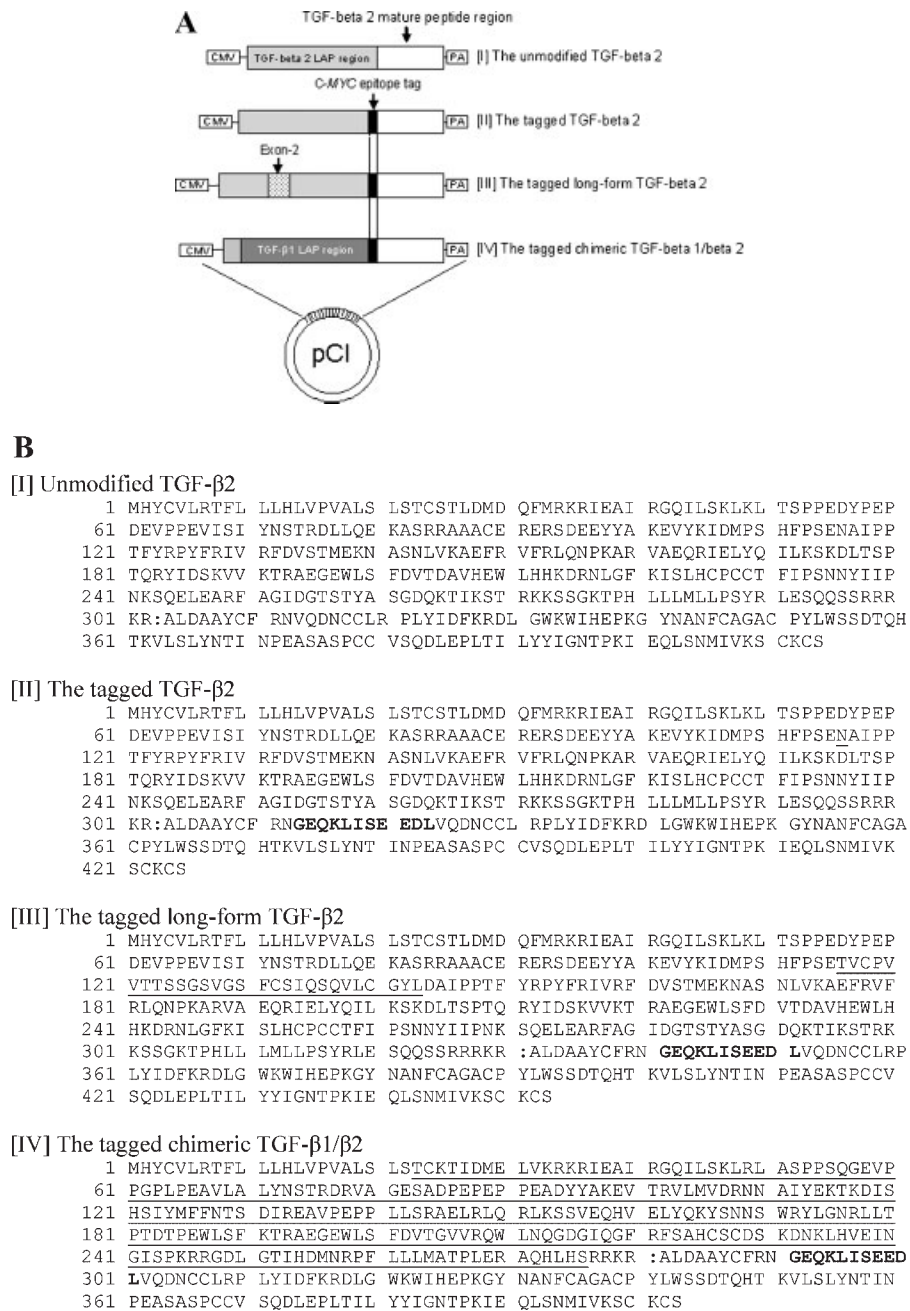 A
TGF-beta 2 mature peptide region
CMV TGF-beta 2 LAP region PA [I] The unmodified TGF-beta 2
C-MYC epitope tag
CMV PA [II] The tagged TGF-beta 2
Exon-2
CMV PA [III] The tagged long-form TGF-beta 2
CMV TGF-β1 LAP region PA [IV] The tagged chimeric TGF-beta 1/beta 2
pCI
B
[I] Unmodified TGF-β2
1 MHYCVLRTFL LLHLVPVALS LSTCSTLDMD QFMRKRIEAI RGQILSKLKL TSPPEDYPEP
61 DEVPPEVISI YNSTRDLLQE KASRRAAACE RERSDEEYYA KEVYKIDMPS HFPSENAIPP
121 TFYRPYFRIV RFDVSTMEKN ASNLVKAEFR VFRLQNPKAR VAEQRIELYQ ILKSKDLTSP
181 TQRYIDSKVV KTRAEGEWLS FDVTDAVHEW LHHKDRNLGF KISLHCPCCT FIPSNNYIIP
241 NKSQELEARF AGIDGTSTYA SGDQKTIKST RKKSSGKTPH LLLMLLPSYR LESQQSSRRR
301 KR:ALDAAYCF RNVQDNCCLR PLYIDFKRDL GWKWIHEPKG YNANFCAGAC PYLWSSDTQH
361 TKVLSLYNTI NPEASASPCC VSQDLEPLTI LYYIGNTPKI EQLSNMIVKS CKCS
[II] The tagged TGF-β2
1 MHYCVLRTFL LLHLVPVALS LSTCSTLDMD QFMRKRIEAI RGQILSKLKL TSPPEDYPEP
61 DEVPPEVISI YNSTRDLLQE KASRRAAACE RERSDEEYYA KEVYKIDMPS HFPSENAIPP
121 TFYRPYFRIV RFDVSTMEKN ASNLVKAEFR VFRLQNPKAR VAEQRIELYQ ILKSKDLTSP
181 TQRYIDSKVV KTRAEGEWLS FDVTDAVHEW LHHKDRNLGF KISLHCPCCT FIPSNNYIIP
241 NKSQELEARF AGIDGTSTYA SGDQKTIKST RKKSSGKTPH LLLMLLPSYR LESQQSSRRR
301 KR:ALDAAYCF RNGEQKLISE EDLVQDNCCL RPLYIDFKRD LGWKWIHEPK GYNANFCAGA
361 CPYLWSSDTQ HTKVLSLYNT INPEASASPC CVSQDLEPLT ILYYIGNTPK IEQLSNMIVK
421 SCKCS
[III] The tagged long-form TGF-β2
1 MHYCVLRTFL LLHLVPVALS LSTCSTLDMD QFMRKRIEAI RGQILSKLKL TSPPEDYPEP
61 DEVPPEVISI YNSTRDLLQE KASRRAAACE RERSDEEYYA KEVYKIDMPS HFPSETVCPV
121 VTTSSGSVGS FCSIQSQVLC GYLDAIPPTF YRPYFRIVRF DVSTMEKNAS NLVKAEFRVF
181 RLQNPKARVA EQRIELYQIL KSKDLTSPTQ RYIDSKVVKT RAEGEWLSFD VTDAVHEWLH
241 HKDRNLGFKI SLHCPCCTFI PSNNYIIPNK SQELEARFAG IDGTSTYASG DQKTIKSTRK
301 KSSGKTPHLL LMLLPSYRLE SQQSSRRRKR :ALDAAYCFRN GEQKLISEED LVQDNCCLRP
361 LYIDFKRDLG WKWIHEPKGY NANFCAGACP YLWSSDTQHT KVLSLYNTIN PEASASPCCV
421 SQDLEPLTIL YYIGNTPKIE QLSNMIVKSC KCS
[IV] The tagged chimeric TGF-β1/β2
1 MHYCVLRTFL LLHLVPVALS LSTCKTIDME LVKRKRIEAI RGQILSKLRL ASPPSQGEVP
61 PGPLPEAVLA LYNSTRDRVA GESADPEPEP PEADYYAKEV TRVLMVDRNN AIYEKTKDIS
121 HSIYMFFNTS DIREAVPEPP LLSRAELRLQ RLKSSVEQHV ELYQKYSNNS WRYLGNRLLT
181 PTDTPEWLSF KTRAEGEWLS FDVTGVVRQW LNQGDGIQGF RFSAHCSCDS KDNKLHVEIN
241 GISPKRRGDL GTIHDMNRPF LLLMATPLER AQHLHSRRKR :ALDAAYCFRN GEQKLISEED
301 LVQDNCCLRP LYIDFKRDLG WKWIHEPKGY NANFCAGACP YLWSSDTQHT KVLSLYNTIN
361 PEASASPCCV SQDLEPLTIL YYIGNTPKIE QLSNMIVKSC KCS